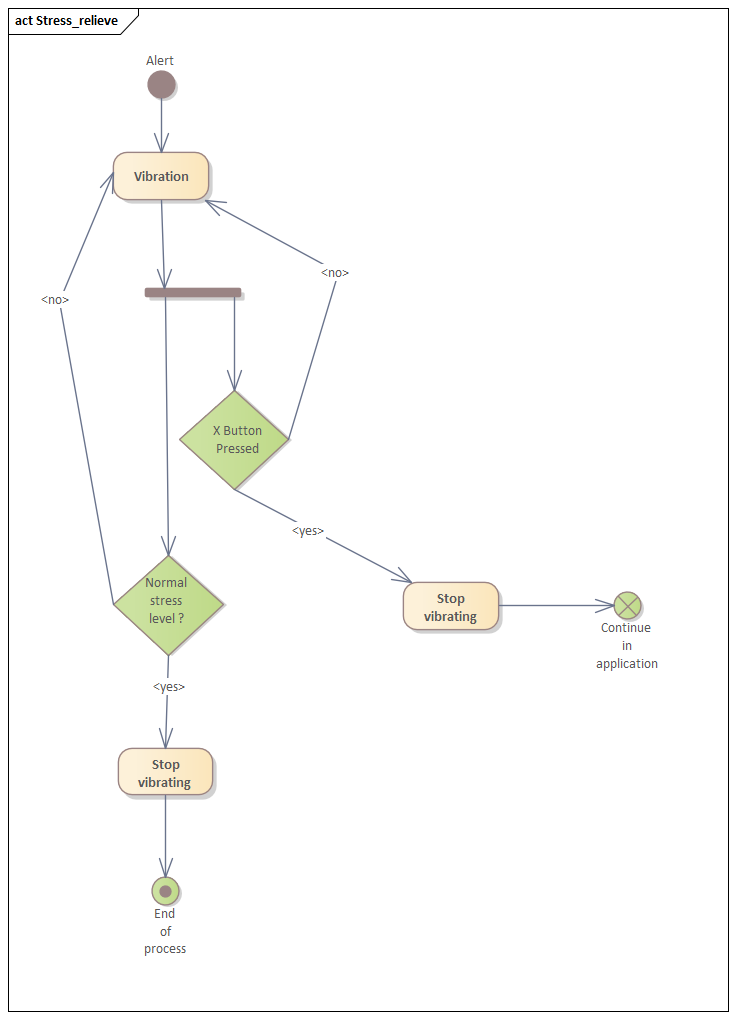 act Stress_relieve
Alert
Vibration
<no>
<no>
X Button
Pressed
<yes>
Normal
stress
level ?
Stop
vibrating
Continue
in
application
<yes>
Stop
vibrating
End
of
process